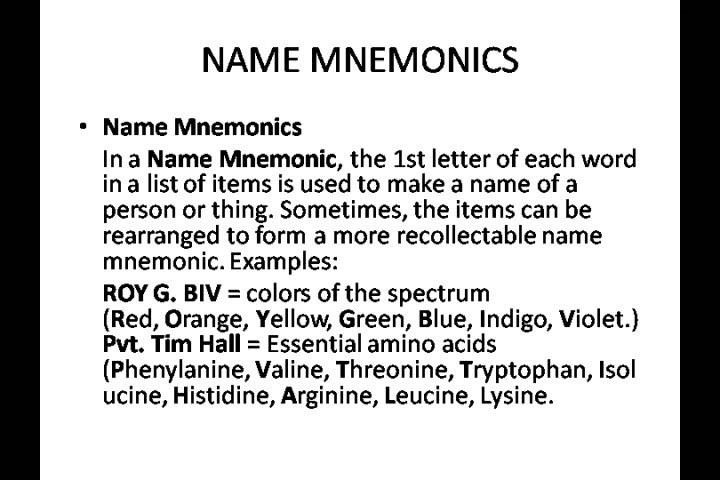 NAME MNEMONICS
• Name Mnemonics
In a Name Mnemonic, the 1st letter of each word
in a list of items is used to make a name of a
person or thing. Sometimes, the items can be
rearranged to form a more recollectable name
mnemonic. Examples:
ROY G. BIV = colors of the spectrum
(Red, Orange, Yellow, Green, Blue, Indigo, Violet.)
Pvt. Tim Hall = Essential amino acids
(Phenylanine, Valine, Threonine, Tryptophan, Isol
ucine, Histidine, Arginine, Leucine, Lysine.